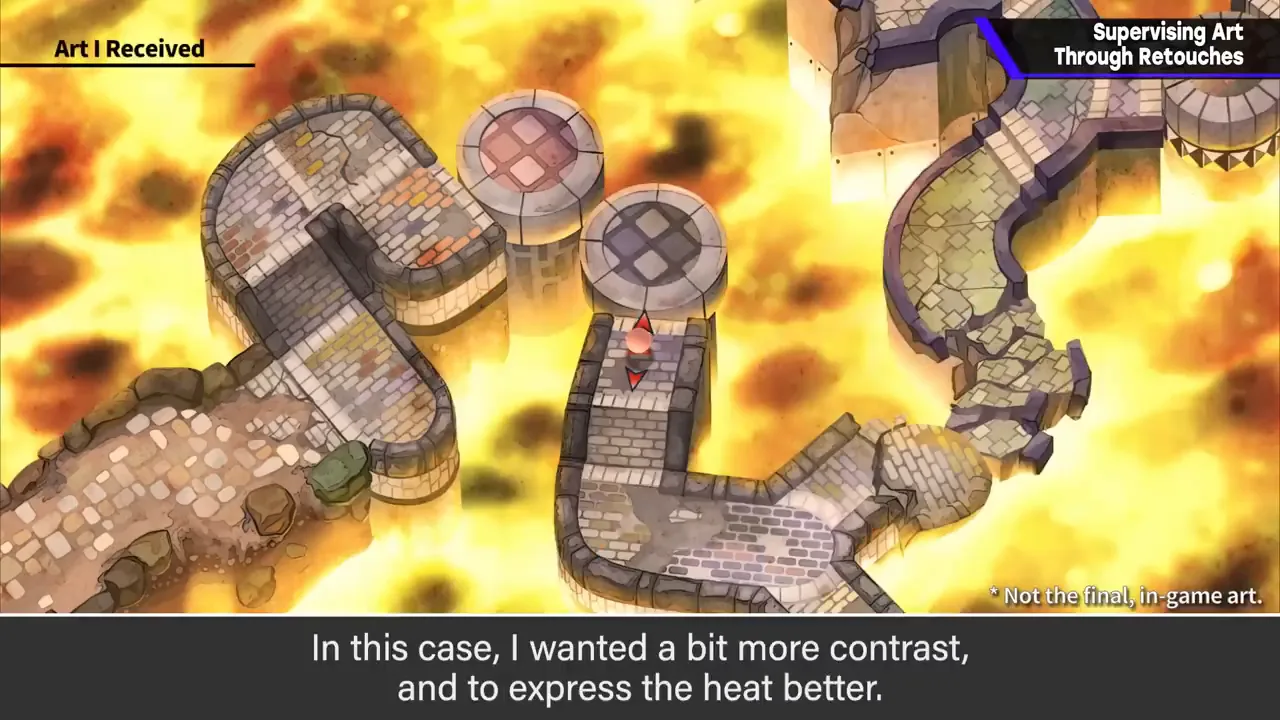 Art I Received
Supervising Art
Through Retouches
* Not the final, in-game art.
In this case, I wanted a bit more contrast,
and to express the heat better.